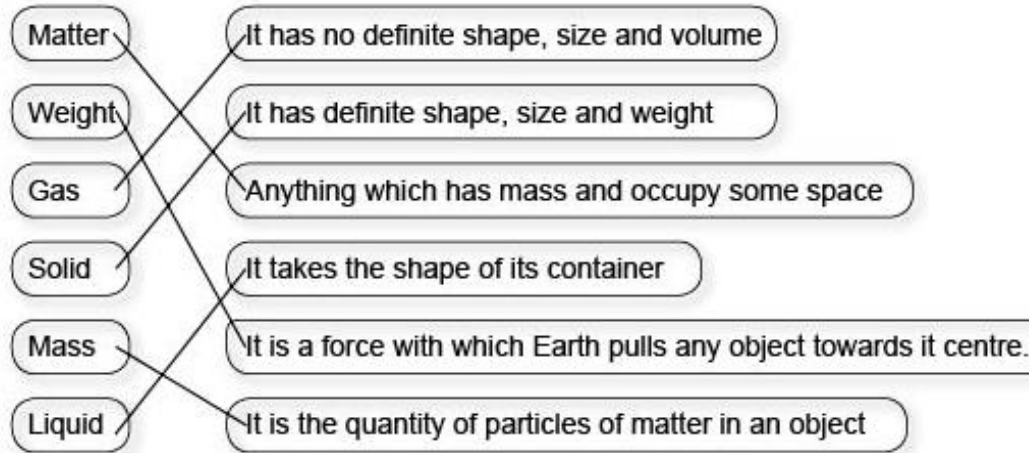 Matter It has no definite shape, size and volume
Weight It has definite shape, size and weight
Gas Anything which has mass and occupy some space
Solid It takes the shape of its container
Mass It is a force with which Earth pulls any object towards it centre.
Liquid It is the quantity of particles of matter in an object